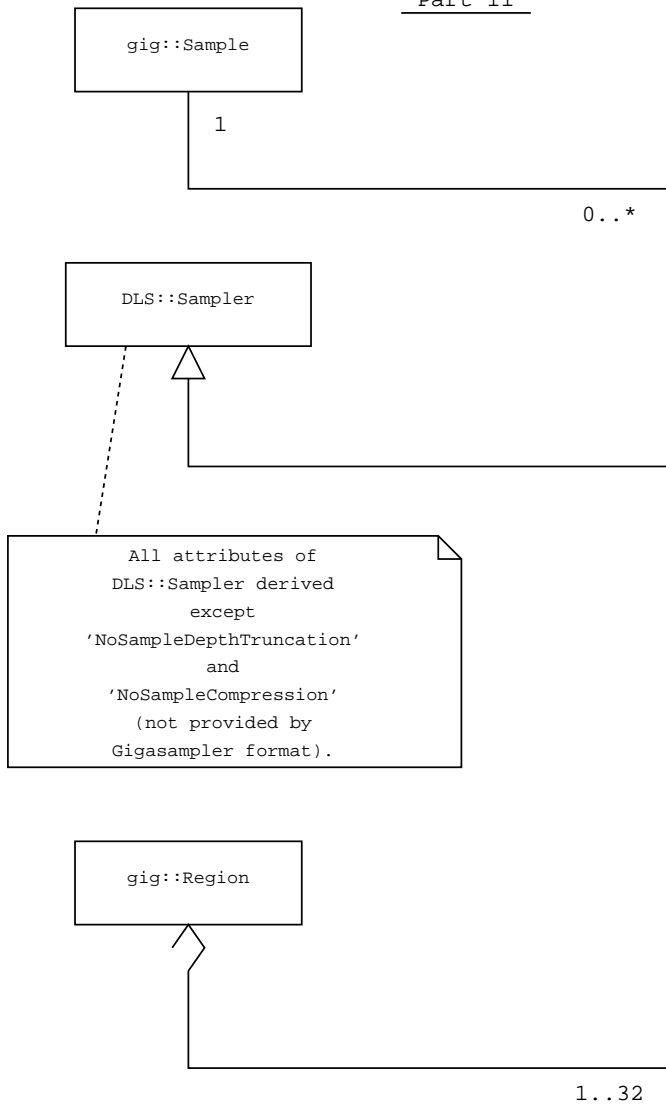 Part II
gig::Sample
1
0..*
DLS::Sampler
All attributes of
DLS::Sampler derived
except
'NoSampleDepthTruncation'
and
'NoSampleCompression'
(not provided by
Gigasampler format).
gig::Region
1..32